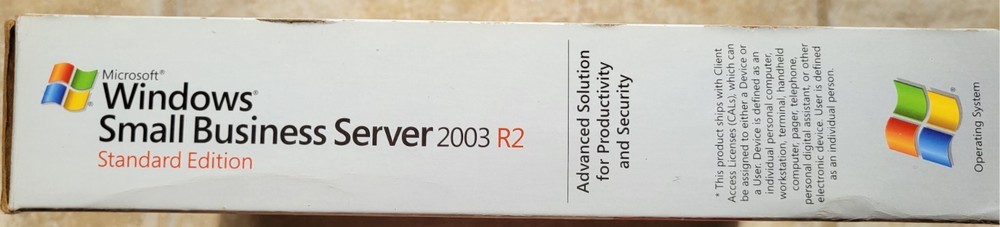 Microsoft®
Windows®
Small Business Server 2003 R2
Standard Edition
Advanced Solution
for Productivity
and Security
* This product ships with Client
Access Licenses (CALs), which can
be assigned to either a Device or
a User. Device is defined as an
individual personal computer,
workstation, terminal, handheld
computer, pager, telephone,
personal digital assistant, or other
electronic device. User is defined
as an individual person.
Operating System